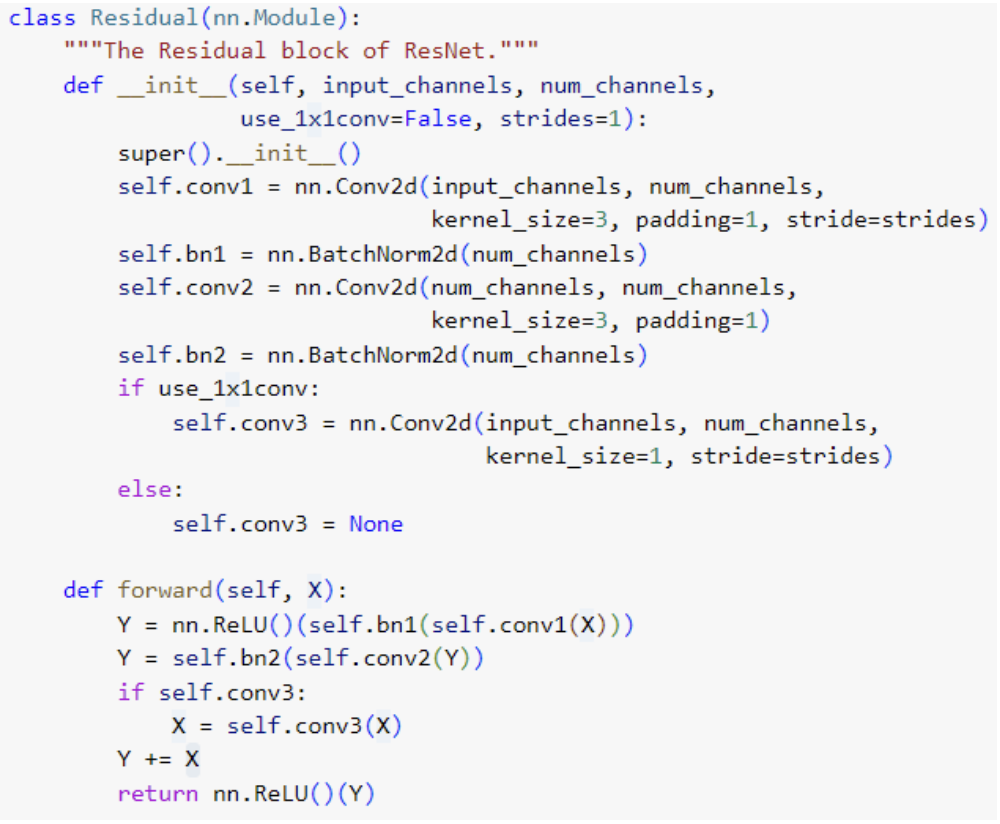 class Residual(nn.Module):
    """The Residual block of ResNet."""
    def __init__(self, input_channels, num_channels,
                 use_1x1conv=False, strides=1):
        super().__init__()
        self.conv1 = nn.Conv2d(input_channels, num_channels,
                               kernel_size=3, padding=1, stride=strides)
        self.bn1 = nn.BatchNorm2d(num_channels)
        self.conv2 = nn.Conv2d(num_channels, num_channels,
                               kernel_size=3, padding=1)
        self.bn2 = nn.BatchNorm2d(num_channels)
        if use_1x1conv:
            self.conv3 = nn.Conv2d(input_channels, num_channels,
                                   kernel_size=1, stride=strides)
        else:
            self.conv3 = None

    def forward(self, X):
        Y = nn.ReLU()(self.bn1(self.conv1(X)))
        Y = self.bn2(self.conv2(Y))
        if self.conv3:
            X = self.conv3(X)
        Y += X
        return nn.ReLU()(Y)